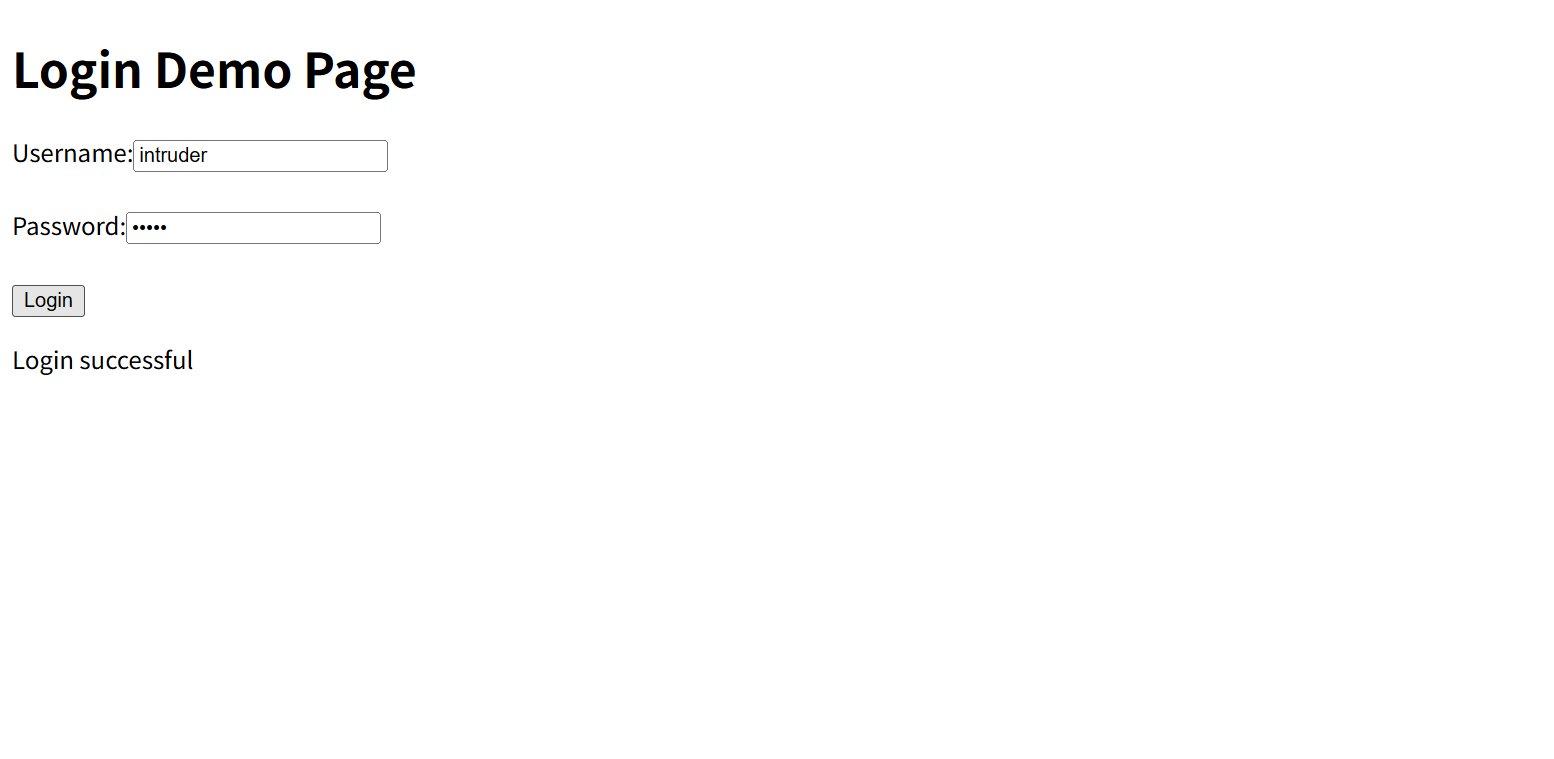 Login Demo Page
Username: intruder
Password: •••••
Login
Login successful